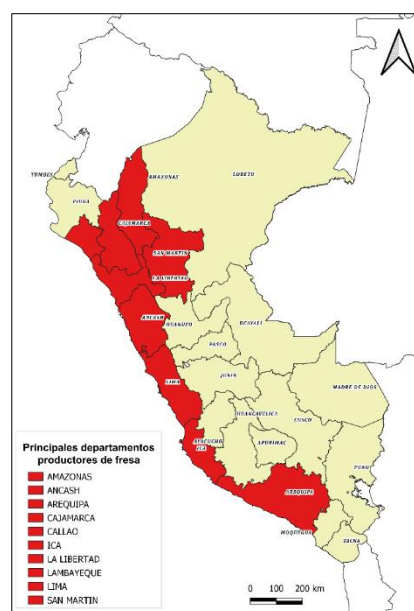 TUMBES
PIURA
AMAZONAS
LORETO
CAJAMARCA
SAN MARTIN
LA LIBERTAD
ANCASH
HUANUCO
UCAYALI
PASCO
LIMA
JUNIN
MADRE DE DIOS
HUANCAVELICA
CUSCO
AYACUCHO
ICA
APURIMAC
PUNO
AREQUIPA
MOQUEGUA
TACNA
Principales departamentos
productores de fresa
AMAZONAS
ANCASH
AREQUIPA
CAJAMARCA
CALLAO
ICA
LA LIBERTAD
LAMBAYEQUE
LIMA
SAN MARTIN
0 100 200 km